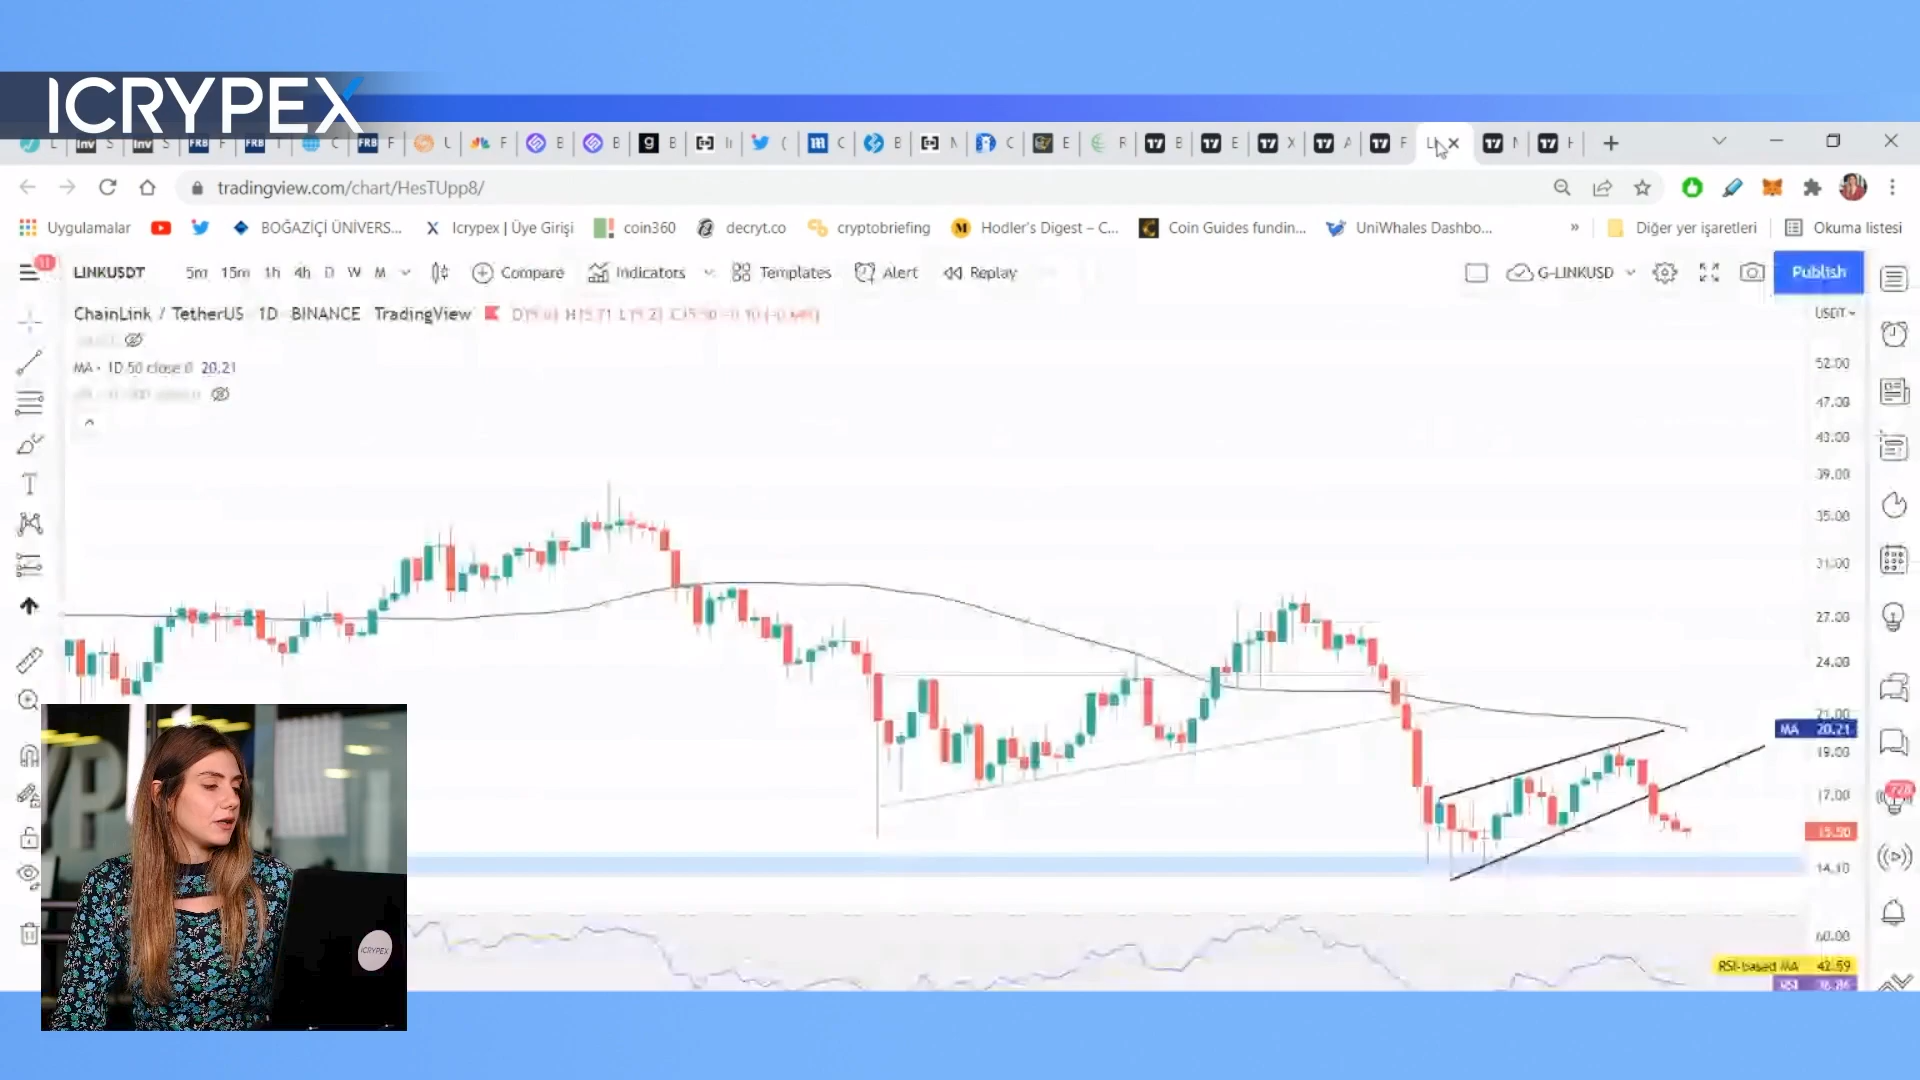 ICRYPEX
tradingview.com/chart/HesTUpp8/
Uygulamalar BOĞAZİÇİ ÜNİVERS... Icrypex | Üye Girişi coin360 decryt.co cryptobriefing Hodler's Digest – C... Coin Guides fundin... UniWhales Dashbo... » Diğer yer işaretleri Okuma listesi
11
LINKUSDT 5m 15m 1h 4h D W M Compare Indicators Templates Alert Replay G-LINKUSD Publish
ChainLink / TetherUS 1D BINANCE TradingView
USDT
MA 1D 50 close 0 20.21
52.00
47.00
43.00
39.00
35.00
31.00
27.00
24.00
21.00
MA 20.21
19.00
17.00
728
15.50
14.10
60.00
RSI-based MA 42.59
ICRYPEX